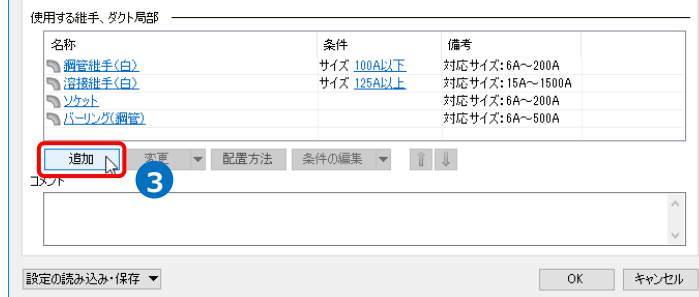 使用する継手、ダクト局部
名称 条件 備考
鋼管継手(白) サイズ 100A以下 対応サイズ:6A～200A
溶接継手(白) サイズ 125A以上 対応サイズ:15A～1500A
ソケット 対応サイズ:6A～200A
バーリング(鋼管) 対応サイズ:6A～500A
追加 変更 配置方法 条件の編集
3
コメント
設定の読み込み・保存 OK キャンセル